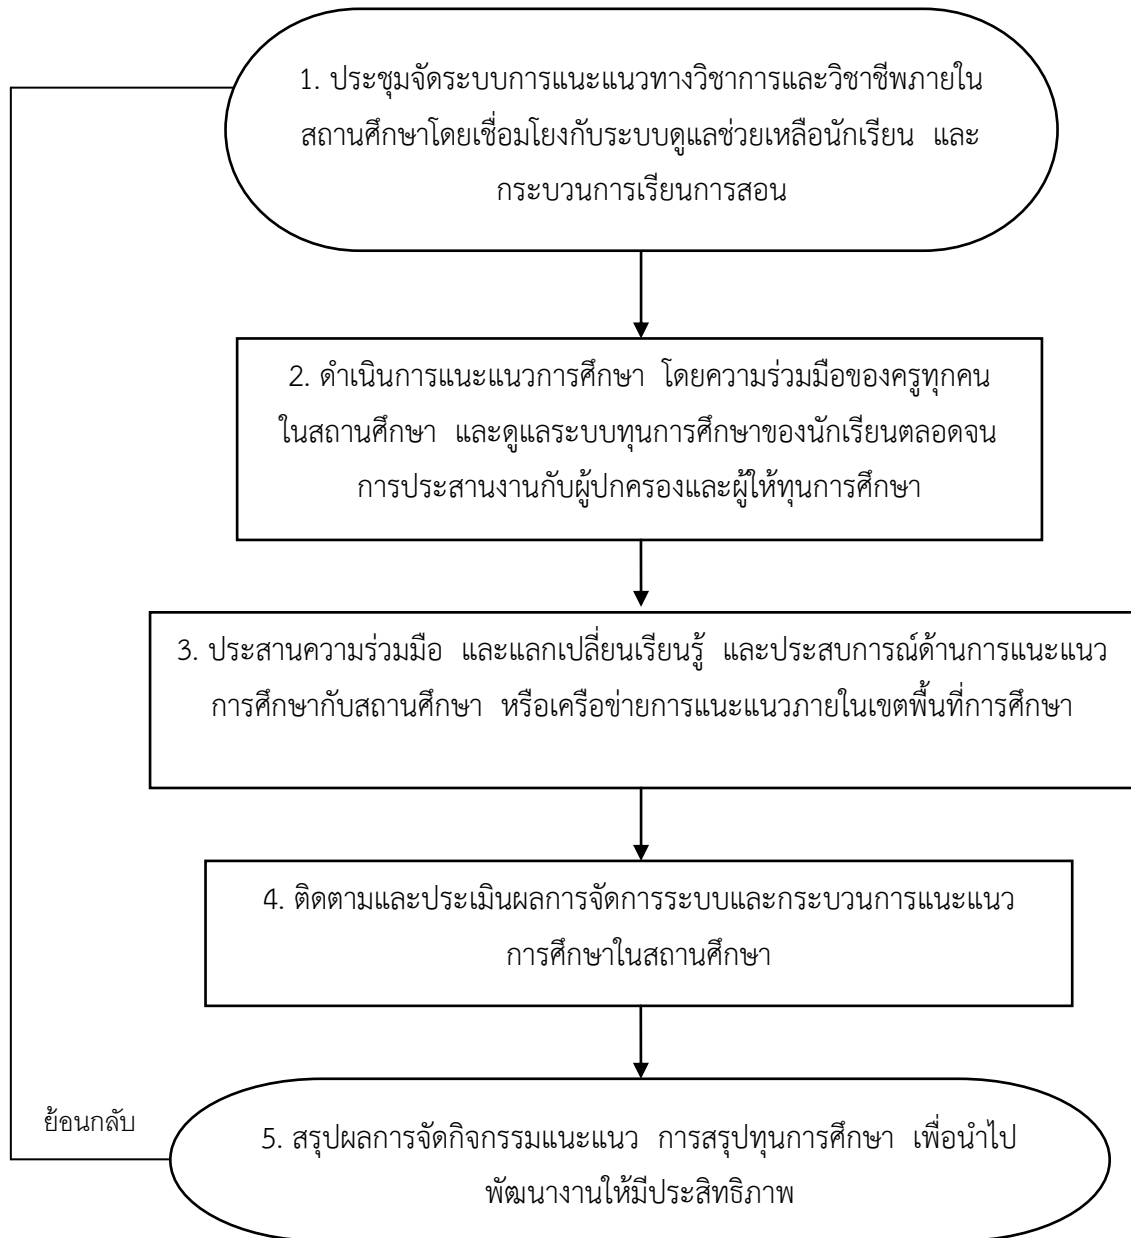 1. ประชุมจัดระบบการแนะแนวทางวิชาการและวิชาชีพภายใน
สถานศึกษาโดยเชื่อมโยงกับระบบดูแลช่วยเหลือนักเรียน และ
กระบวนการเรียนการสอน
2. ดำเนินการแนะแนวการศึกษา โดยความร่วมมือของครูทุกคน
ในสถานศึกษา และดูแลระบบทุนการศึกษาของนักเรียนตลอดจน
การประสานงานกับผู้ปกครองและผู้ให้ทุนการศึกษา
3. ประสานความร่วมมือ และแลกเปลี่ยนเรียนรู้ และประสบการณ์ด้านการแนะแนว
การศึกษากับสถานศึกษา หรือเครือข่ายการแนะแนวภายในเขตพื้นที่การศึกษา
4. ติดตามและประเมินผลการจัดการระบบและกระบวนการแนะแนว
การศึกษาในสถานศึกษา
ย้อนกลับ
5. สรุปผลการจัดกิจกรรมแนะแนว การสรุปทุนการศึกษา เพื่อนำไป
พัฒนางานให้มีประสิทธิภาพ